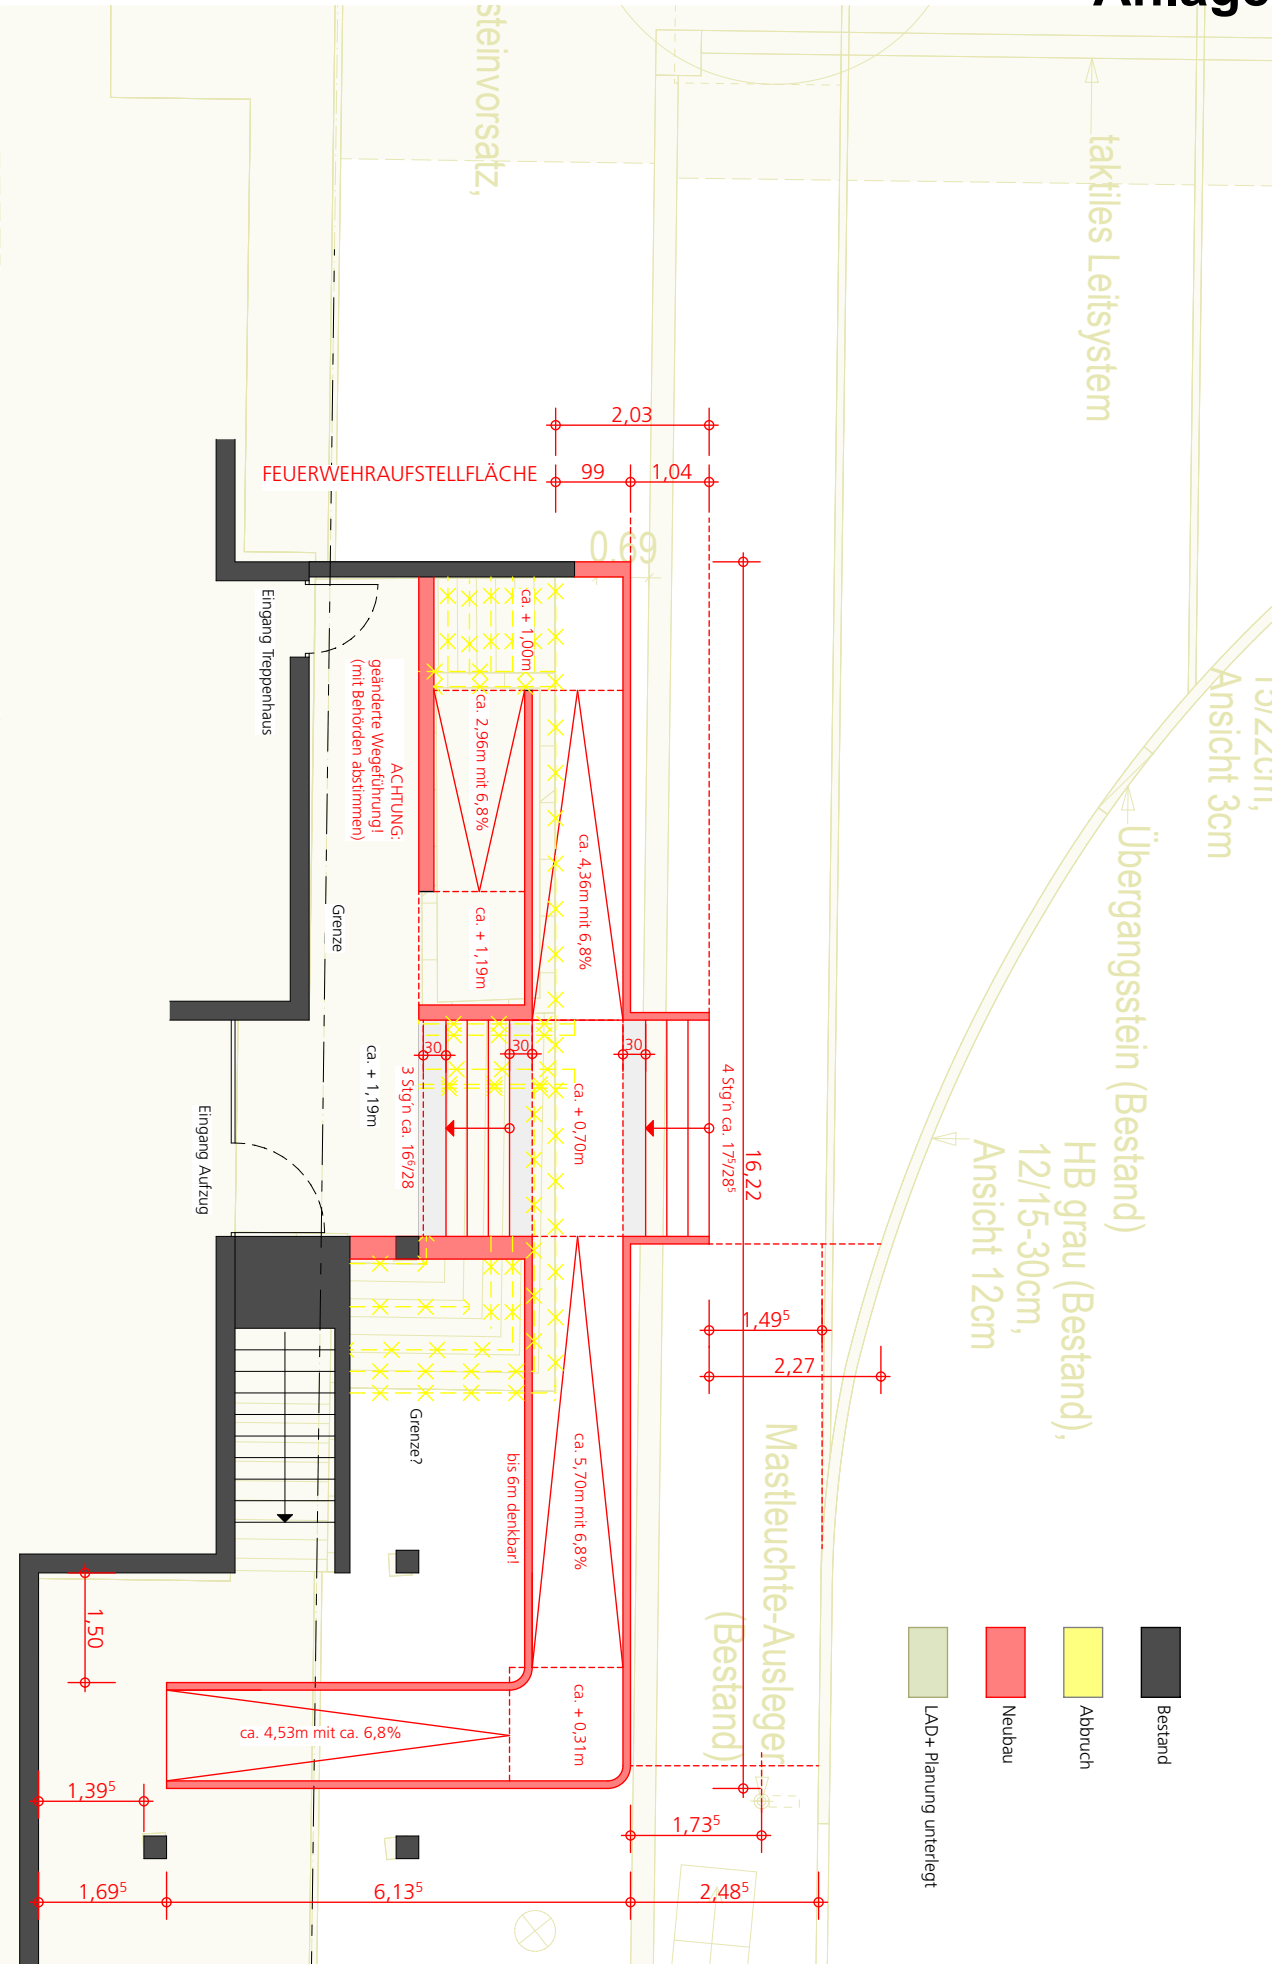 steinvorsatz,
taktiles Leitsystem
2,03
FEUERWEHRAUFSTELLFLÄCHE
99
1,04
0.69
15/22cm,
Ansicht 3cm
Übergangsstein (Bestand)
HB grau (Bestand),
12/15-30cm,
Ansicht 12cm
Eingang Treppenhaus
ACHTUNG:
geänderte Wegeführung!
(mit Behörden abstimmen)
ca. + 1,00m
ca. 2,96m mit 6,8%
ca. 4,36m mit 6,8%
ca. + 1,19m
Grenze
ca. + 1,19m
Eingang Aufzug
30
30
30
3 Stg'n ca. 16⁶/28
ca. + 0,70m
4 Stg'n ca. 17⁵/28⁵
16,22
1,49⁵
2,27
Grenze?
bis 6m denkbar!
ca. 5,70m mit 6,8%
Mastleuchte-Ausleger
(Bestand)
1,50
ca. 4,53m mit ca. 6,8%
ca. + 0,31m
1,39⁵
1,73⁵
1,69⁵
6,13⁵
2,48⁵
Bestand
Abbruch
Neubau
LAD+ Planung unterlegt